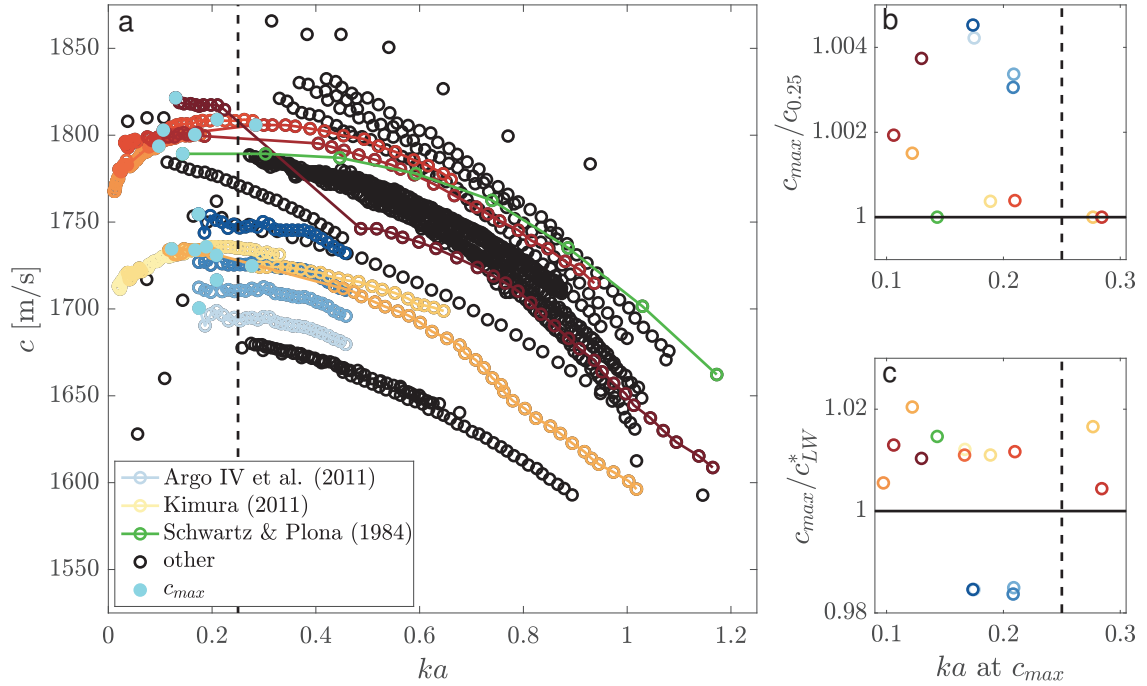 a
1850
1800
1750
1700
1650
1600
1550
c [m/s]
0 0.2 0.4 0.6 0.8 1 1.2
ka
Argo IV et al. (2011)
Kimura (2011)
Schwartz & Plona (1984)
other
c_max
b
1.004
1.002
1
c_max/c_0.25
0.1 0.2 0.3
c
1.02
1
0.98
c_max/c*_LW
0.1 0.2 0.3
ka at c_max